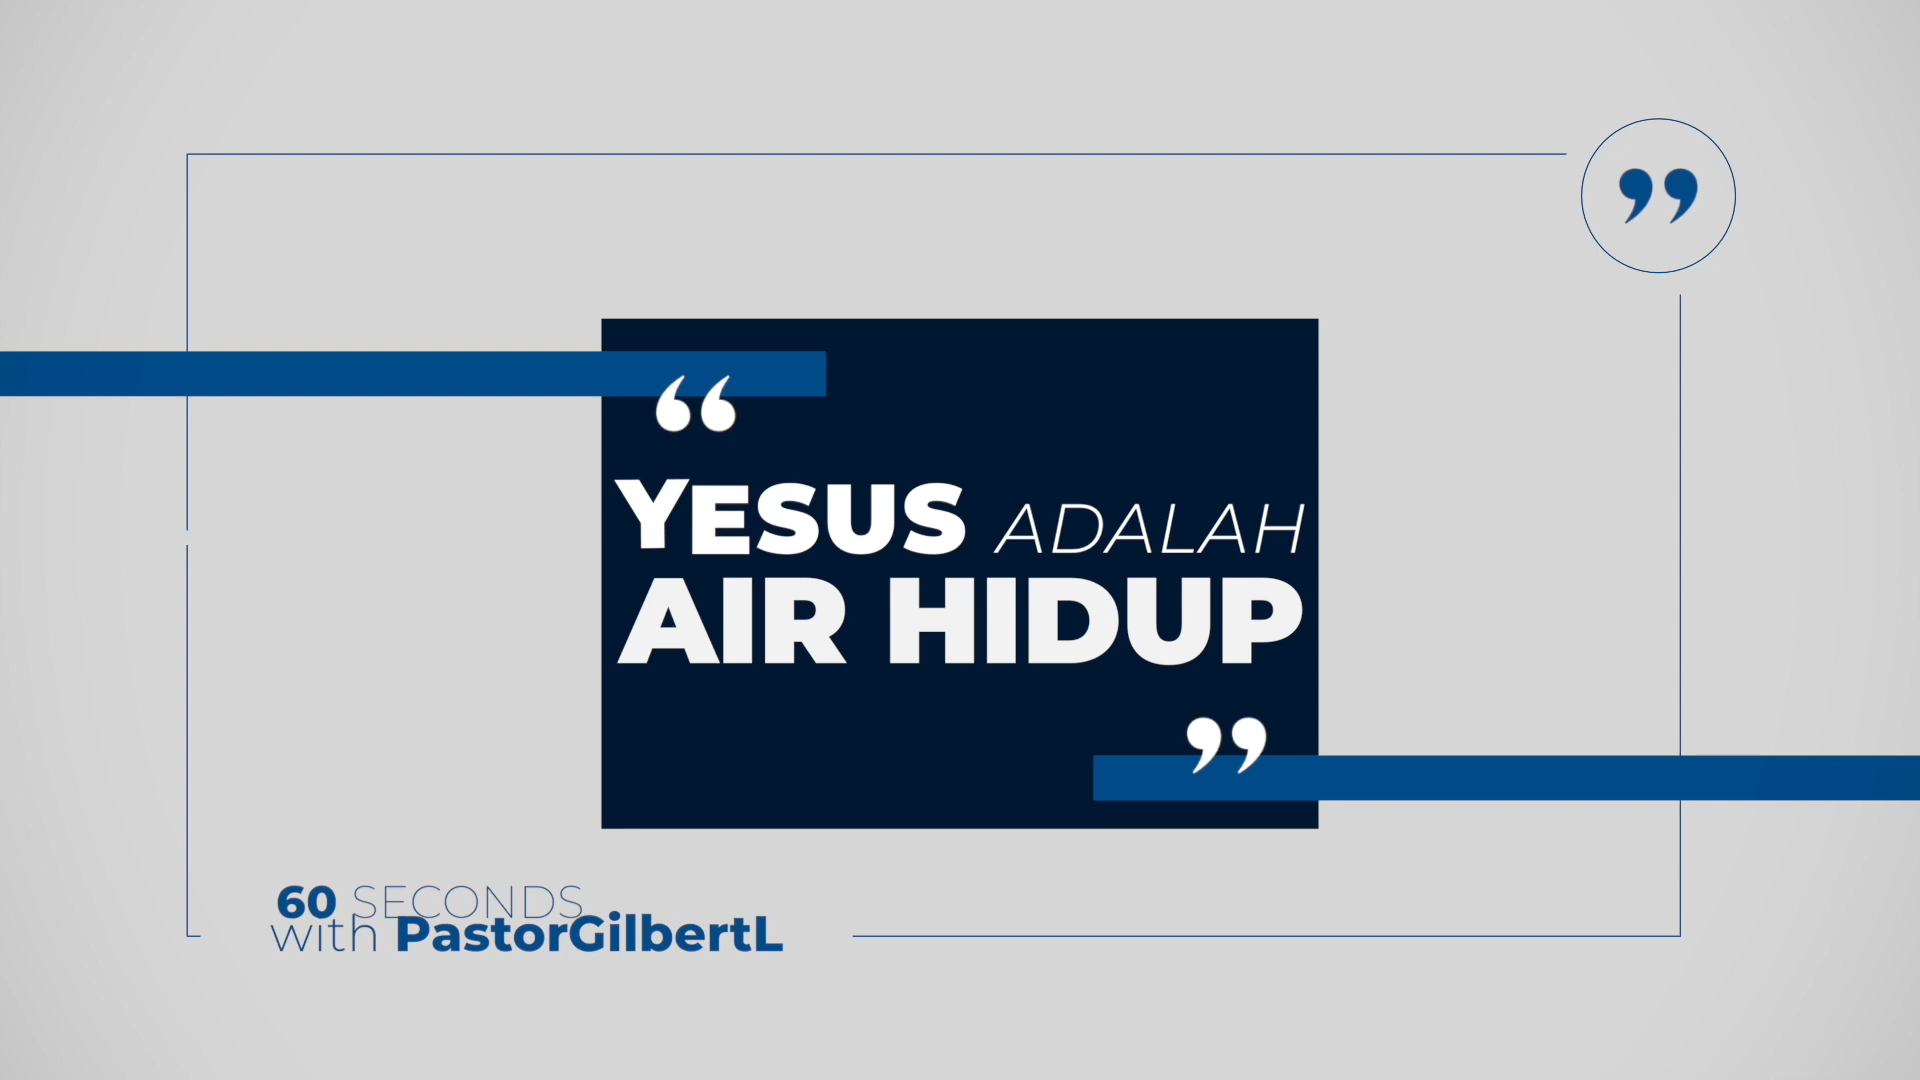 ”
“
YESUS ADALAH
AIR HIDUP
”
60 SECONDS
with PastorGilbertL